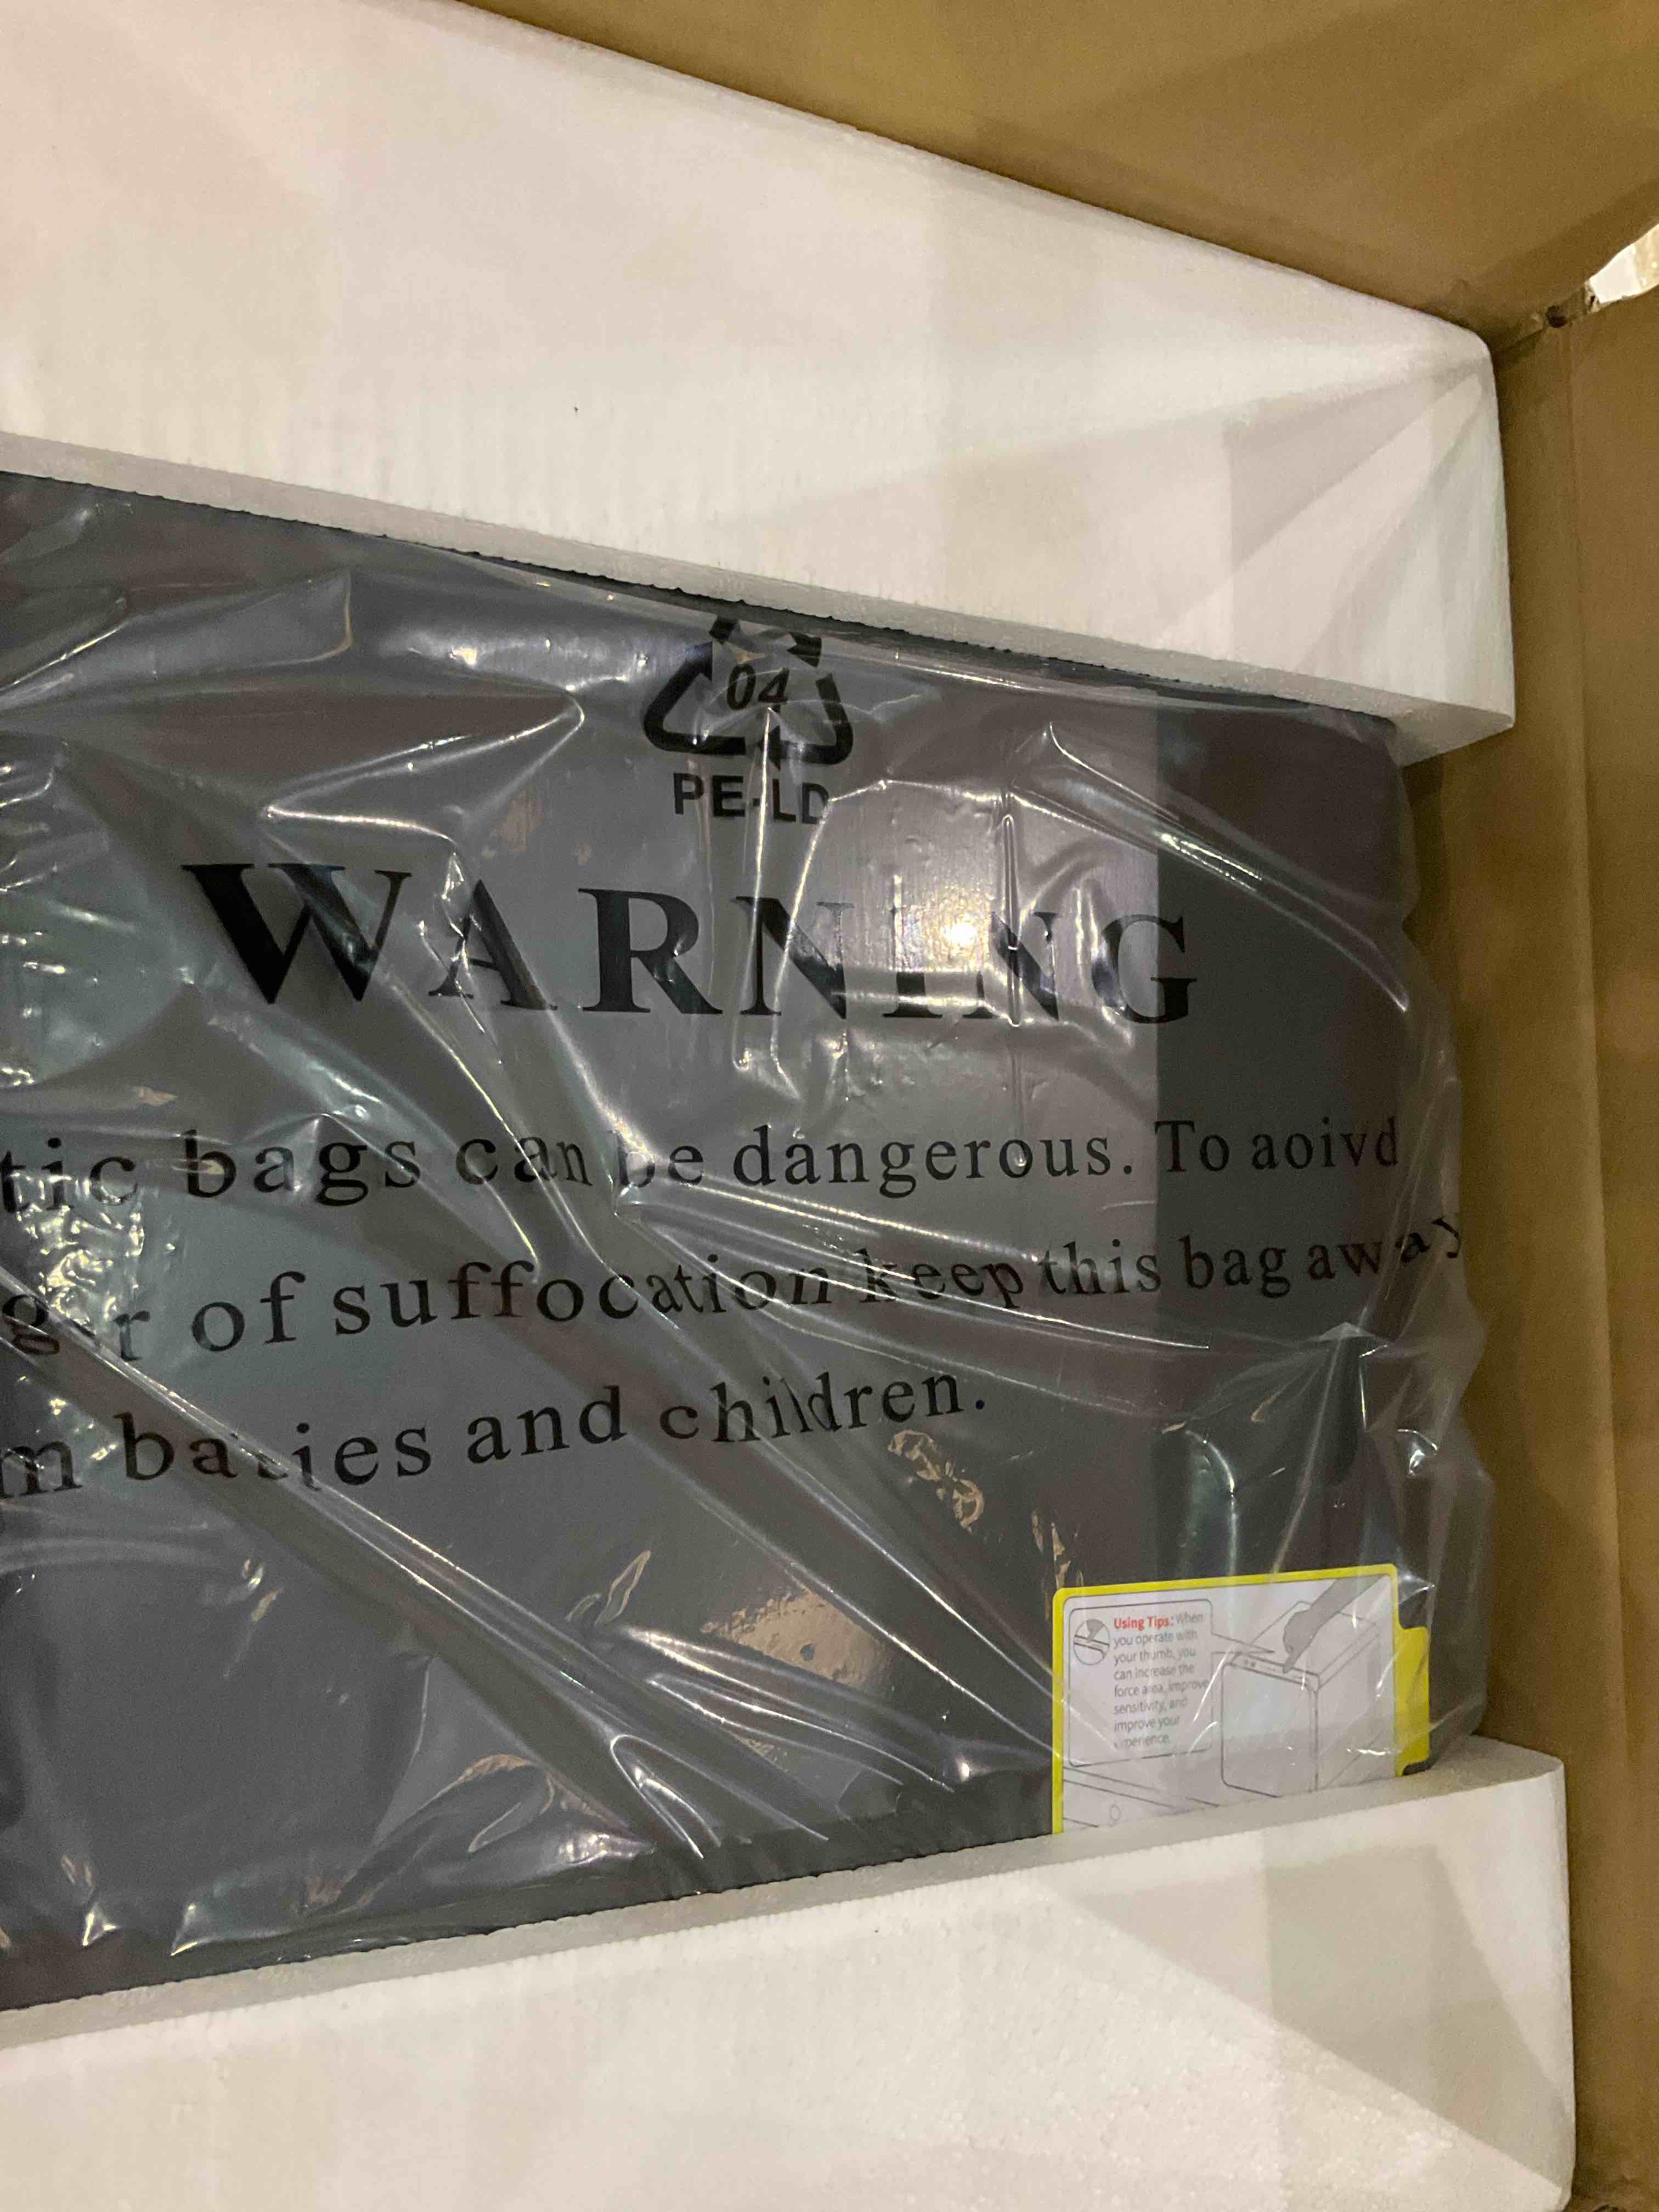 04
PE-LD
WARNING
tic bags can be dangerous. To aoivd
ger of suffocation keep this bag away
m babies and children.
Using Tips: When
you operate with
your thumb, you
can increase the
force area, improve
sensitivity, and
improve your
experience.